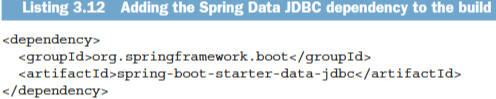 Listing 3.12 Adding the Spring Data JDBC dependency to the build
<dependency>
<groupId>org.springframework.boot</groupId>
<artifactId>spring-boot-starter-data-jdbc</artifactId>
</dependency>